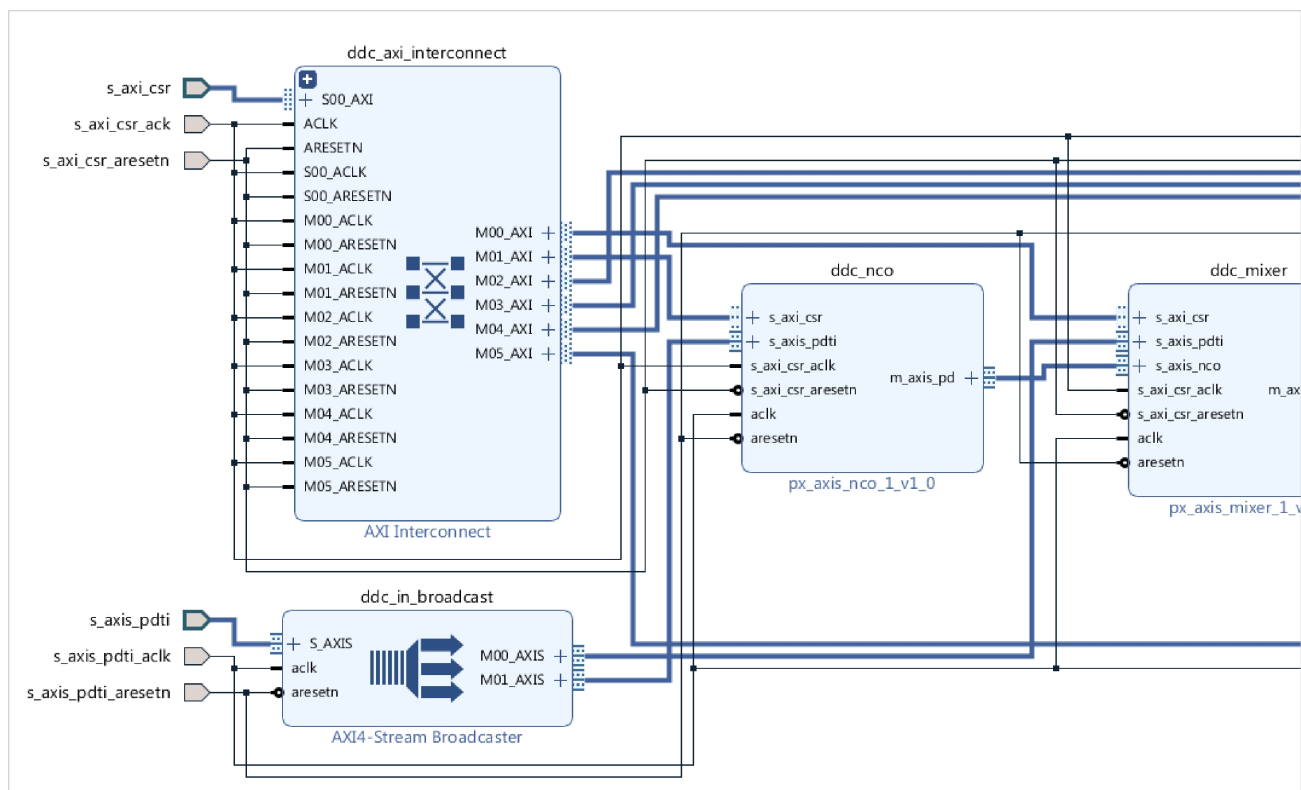 ddc_axi_interconnect
s_axi_csr
s_axi_csr_ack
s_axi_csr_aresetn
S00_AXI
ACLK
ARESETN
S00_ACLK
S00_ARESETN
M00_ACLK
M00_ARESETN
M01_ACLK
M01_ARESETN
M02_ACLK
M02_ARESETN
M03_ACLK
M03_ARESETN
M04_ACLK
M04_ARESETN
M05_ACLK
M05_ARESETN
M00_AXI
M01_AXI
M02_AXI
M03_AXI
M04_AXI
M05_AXI
AXI Interconnect
ddc_nco
s_axi_csr
s_axis_pdti
s_axi_csr_aclk
s_axi_csr_aresetn
aclk
aresetn
m_axis_pd
px_axis_nco_1_v1_0
ddc_mixer
s_axi_csr
s_axis_pdti
s_axis_nco
s_axi_csr_aclk
s_axi_csr_aresetn
aclk
aresetn
m_ax
px_axis_mixer_1_v
ddc_in_broadcast
s_axis_pdti
s_axis_pdti_aclk
s_axis_pdti_aresetn
S_AXIS
aclk
aresetn
M00_AXIS
M01_AXIS
AXI4-Stream Broadcaster